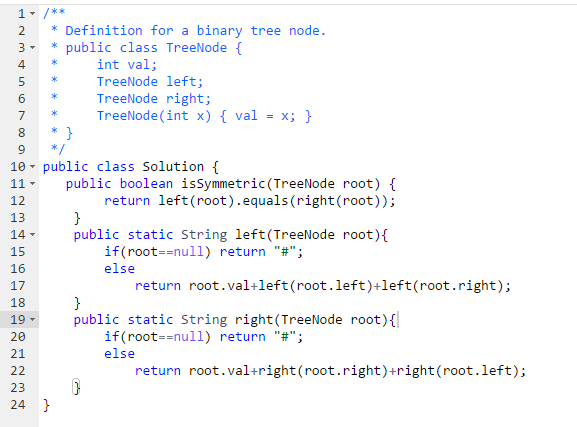 1 /**
2  * Definition for a binary tree node.
3  * public class TreeNode {
4  *     int val;
5  *     TreeNode left;
6  *     TreeNode right;
7  *     TreeNode(int x) { val = x; }
8  * }
9  */
10 public class Solution {
11    public boolean isSymmetric(TreeNode root) {
12         return left(root).equals(right(root));
13     }
14     public static String left(TreeNode root){
15         if(root==null) return "#";
16         else
17             return root.val+left(root.left)+left(root.right);
18     }
19     public static String right(TreeNode root){
20         if(root==null) return "#";
21         else
22             return root.val+right(root.right)+right(root.left);
23     }
24 }